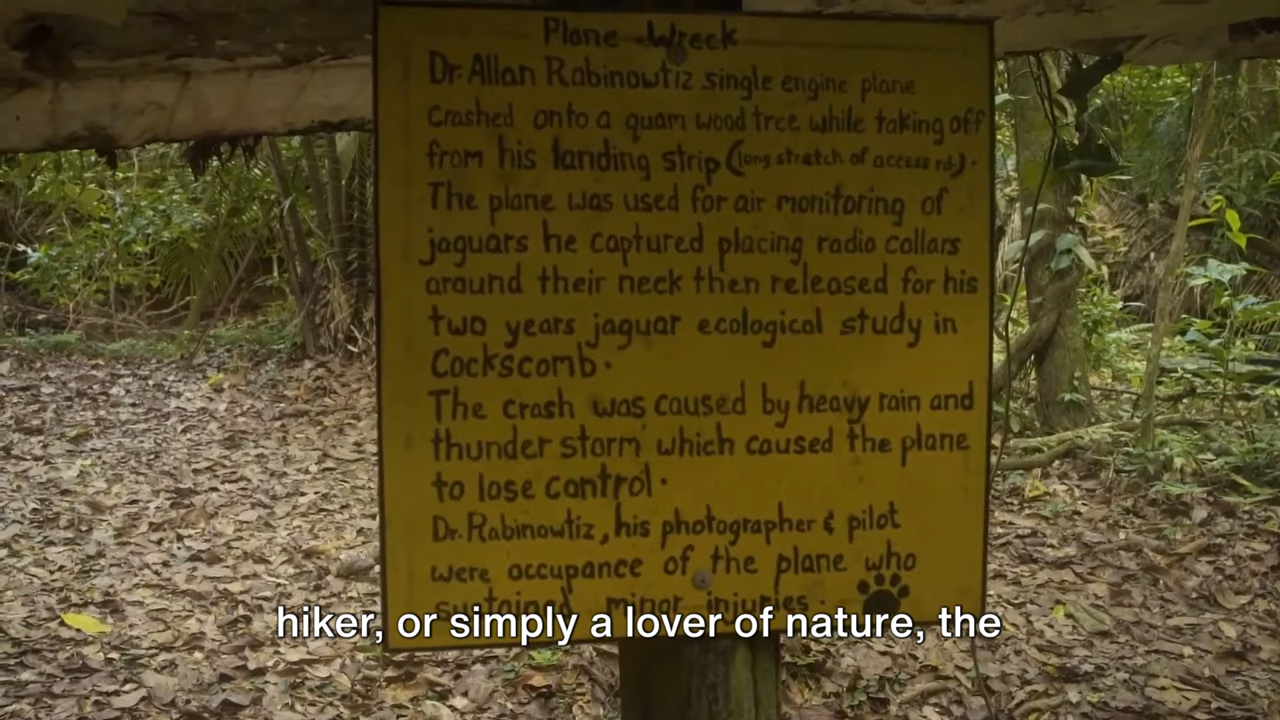 Plane Wreck
Dr. Allan Rabinowtiz single engine plane
crashed onto a quam wood tree while taking off
from his landing strip (long stretch of access rd).
The plane was used for air monitoring of
jaguars he captured placing radio collars
around their neck then released for his
two years jaguar ecological study in
Cockscomb.
The crash was caused by heavy rain and
thunder storm which caused the plane
to lose control.
Dr. Rabinowtiz, his photographer & pilot
were occupance of the plane who
sustained minor injuries.
hiker, or simply a lover of nature, the